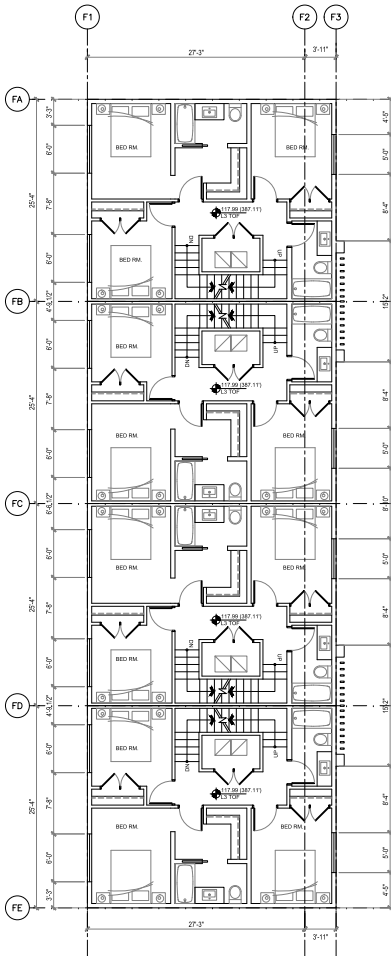 F1
F2
F3
27'-3"
3'-11"
FA
3'-3"
4'-5"
BED RM.
BED RM.
6'-0"
5'-0"
25'-4"
7'-8"
8'-4"
117.99 (387.11')
L3 TOP
BED RM.
DN
UP
6'-0"
FB
4'-9 1/2"
15'-2"
BED RM.
6'-0"
DN
UP
25'-4"
7'-8"
117.99 (387.11')
L3 TOP
8'-4"
BED RM.
BED RM.
6'-0"
5'-0"
FC
6'-6 1/2"
BED RM.
BED RM.
6'-0"
5'-0"
25'-4"
7'-8"
8'-4"
117.99 (387.11')
L3 TOP
BED RM.
DN
UP
6'-0"
FD
4'-9 1/2"
15'-2"
BED RM.
6'-0"
DN
UP
25'-4"
7'-8"
117.99 (387.11')
L3 TOP
8'-4"
BED RM.
BED RM.
6'-0"
5'-0"
3'-3"
4'-5"
FE
27'-3"
3'-11"